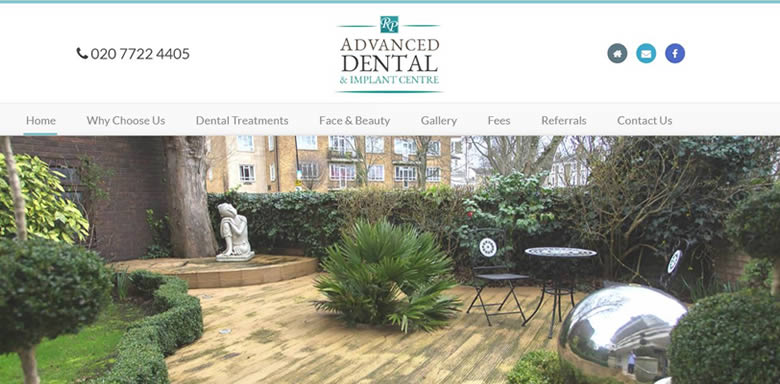 020 7722 4405
RP
ADVANCED
DENTAL
& IMPLANT CENTRE
Home Why Choose Us Dental Treatments Face & Beauty Gallery Fees Referrals Contact Us